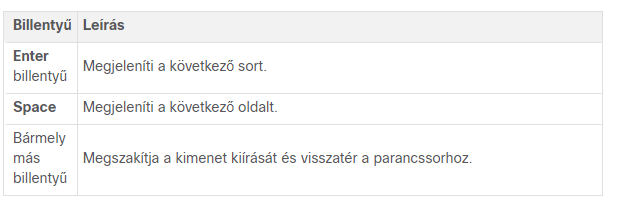 Billentyű Leírás
Enter
billentyű
Megjeleníti a következő sort.
Space Megjeleníti a következő oldalt.
Bármely
más
billentyű
Megszakítja a kimenet kiírását és visszatér a parancssorhoz.